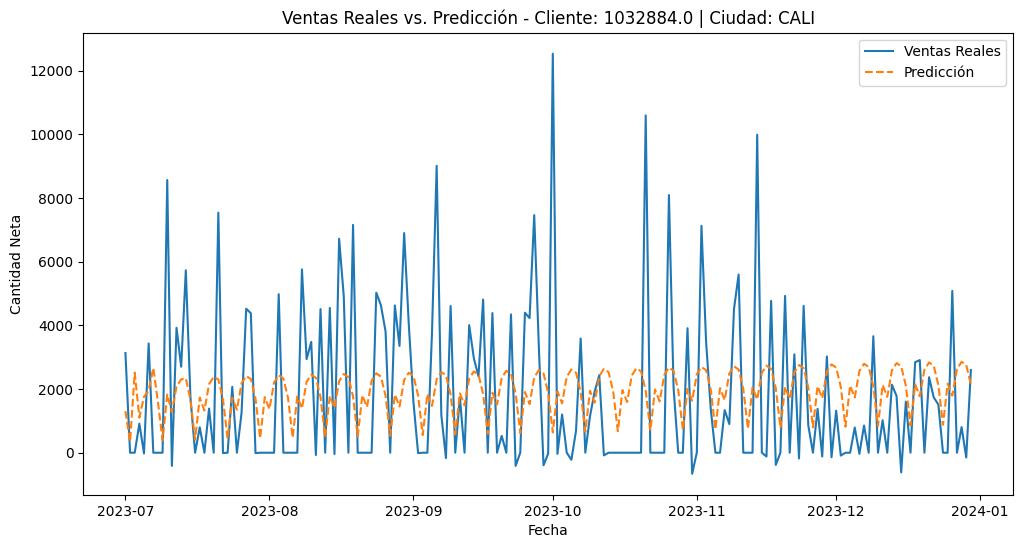 Ventas Reales vs. Predicción - Cliente: 1032884.0 | Ciudad: CALI
Ventas Reales
Predicción
12000
10000
8000
6000
4000
2000
0
Cantidad Neta
2023-07
2023-08
2023-09
2023-10
2023-11
2023-12
2024-01
Fecha